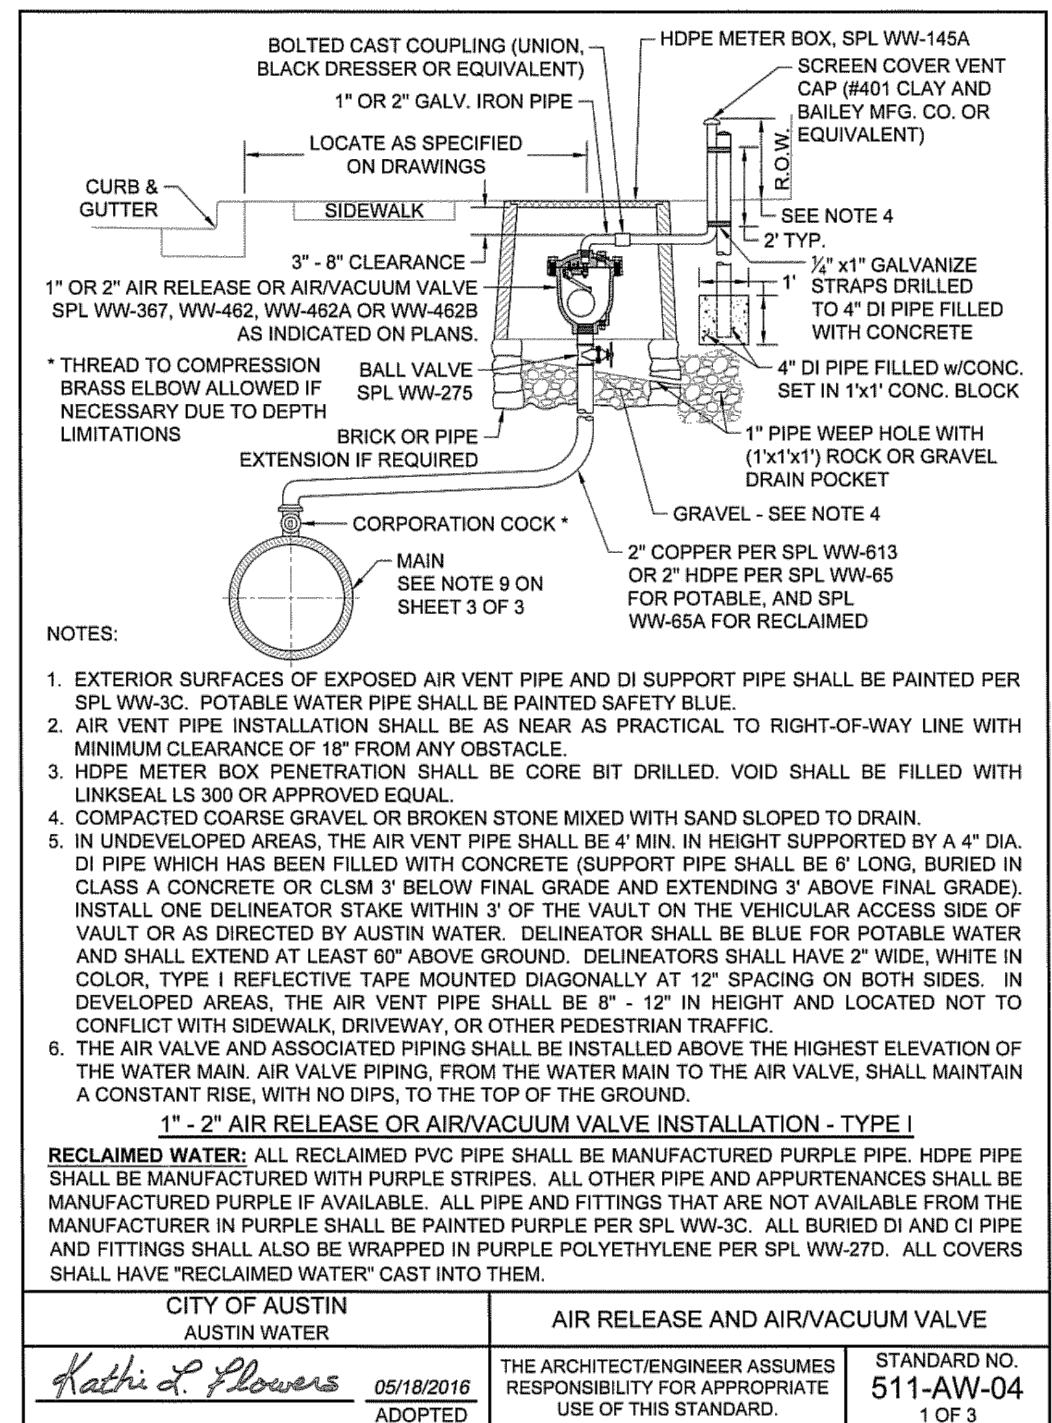 BOLTED CAST COUPLING (UNION,
BLACK DRESSER OR EQUIVALENT)
HDPE METER BOX, SPL WW-145A
SCREEN COVER VENT
CAP (#401 CLAY AND
BAILEY MFG. CO. OR
EQUIVALENT)
1" OR 2" GALV. IRON PIPE
LOCATE AS SPECIFIED
ON DRAWINGS
R.O.W.
CURB &
GUTTER
SIDEWALK
SEE NOTE 4
2' TYP.
3" - 8" CLEARANCE
1" OR 2" AIR RELEASE OR AIR/VACUUM VALVE
SPL WW-367, WW-462, WW-462A OR WW-462B
AS INDICATED ON PLANS.
1'
¼" x1" GALVANIZE
STRAPS DRILLED
TO 4" DI PIPE FILLED
WITH CONCRETE
* THREAD TO COMPRESSION
BRASS ELBOW ALLOWED IF
NECESSARY DUE TO DEPTH
LIMITATIONS
BALL VALVE
SPL WW-275
4" DI PIPE FILLED w/CONC.
SET IN 1'x1' CONC. BLOCK
BRICK OR PIPE
EXTENSION IF REQUIRED
1" PIPE WEEP HOLE WITH
(1'x1'x1') ROCK OR GRAVEL
DRAIN POCKET
GRAVEL - SEE NOTE 4
CORPORATION COCK *
MAIN
SEE NOTE 9 ON
SHEET 3 OF 3
2" COPPER PER SPL WW-613
OR 2" HDPE PER SPL WW-65
FOR POTABLE, AND SPL
WW-65A FOR RECLAIMED
NOTES:
1. EXTERIOR SURFACES OF EXPOSED AIR VENT PIPE AND DI SUPPORT PIPE SHALL BE PAINTED PER
SPL WW-3C. POTABLE WATER PIPE SHALL BE PAINTED SAFETY BLUE.
2. AIR VENT PIPE INSTALLATION SHALL BE AS NEAR AS PRACTICAL TO RIGHT-OF-WAY LINE WITH
MINIMUM CLEARANCE OF 18" FROM ANY OBSTACLE.
3. HDPE METER BOX PENETRATION SHALL BE CORE BIT DRILLED. VOID SHALL BE FILLED WITH
LINKSEAL LS 300 OR APPROVED EQUAL.
4. COMPACTED COARSE GRAVEL OR BROKEN STONE MIXED WITH SAND SLOPED TO DRAIN.
5. IN UNDEVELOPED AREAS, THE AIR VENT PIPE SHALL BE 4' MIN. IN HEIGHT SUPPORTED BY A 4" DIA.
DI PIPE WHICH HAS BEEN FILLED WITH CONCRETE (SUPPORT PIPE SHALL BE 6' LONG, BURIED IN
CLASS A CONCRETE OR CLSM 3' BELOW FINAL GRADE AND EXTENDING 3' ABOVE FINAL GRADE).
INSTALL ONE DELINEATOR STAKE WITHIN 3' OF THE VAULT ON THE VEHICULAR ACCESS SIDE OF
VAULT OR AS DIRECTED BY AUSTIN WATER. DELINEATOR SHALL BE BLUE FOR POTABLE WATER
AND SHALL EXTEND AT LEAST 60" ABOVE GROUND. DELINEATORS SHALL HAVE 2" WIDE, WHITE IN
COLOR, TYPE I REFLECTIVE TAPE MOUNTED DIAGONALLY AT 12" SPACING ON BOTH SIDES. IN
DEVELOPED AREAS, THE AIR VENT PIPE SHALL BE 8" - 12" IN HEIGHT AND LOCATED NOT TO
CONFLICT WITH SIDEWALK, DRIVEWAY, OR OTHER PEDESTRIAN TRAFFIC.
6. THE AIR VALVE AND ASSOCIATED PIPING SHALL BE INSTALLED ABOVE THE HIGHEST ELEVATION OF
THE WATER MAIN. AIR VALVE PIPING, FROM THE WATER MAIN TO THE AIR VALVE, SHALL MAINTAIN
A CONSTANT RISE, WITH NO DIPS, TO THE TOP OF THE GROUND.
1" - 2" AIR RELEASE OR AIR/VACUUM VALVE INSTALLATION - TYPE I
RECLAIMED WATER: ALL RECLAIMED PVC PIPE SHALL BE MANUFACTURED PURPLE PIPE. HDPE PIPE
SHALL BE MANUFACTURED WITH PURPLE STRIPES. ALL OTHER PIPE AND APPURTENANCES SHALL BE
MANUFACTURED PURPLE IF AVAILABLE. ALL PIPE AND FITTINGS THAT ARE NOT AVAILABLE FROM THE
MANUFACTURER IN PURPLE SHALL BE PAINTED PURPLE PER SPL WW-3C. ALL BURIED DI AND CI PIPE
AND FITTINGS SHALL ALSO BE WRAPPED IN PURPLE POLYETHYLENE PER SPL WW-27D. ALL COVERS
SHALL HAVE "RECLAIMED WATER" CAST INTO THEM.
CITY OF AUSTIN
AUSTIN WATER
AIR RELEASE AND AIR/VACUUM VALVE
Kathi L. Flowers
05/18/2016
ADOPTED
THE ARCHITECT/ENGINEER ASSUMES
RESPONSIBILITY FOR APPROPRIATE
USE OF THIS STANDARD.
STANDARD NO.
511-AW-04
1 OF 3